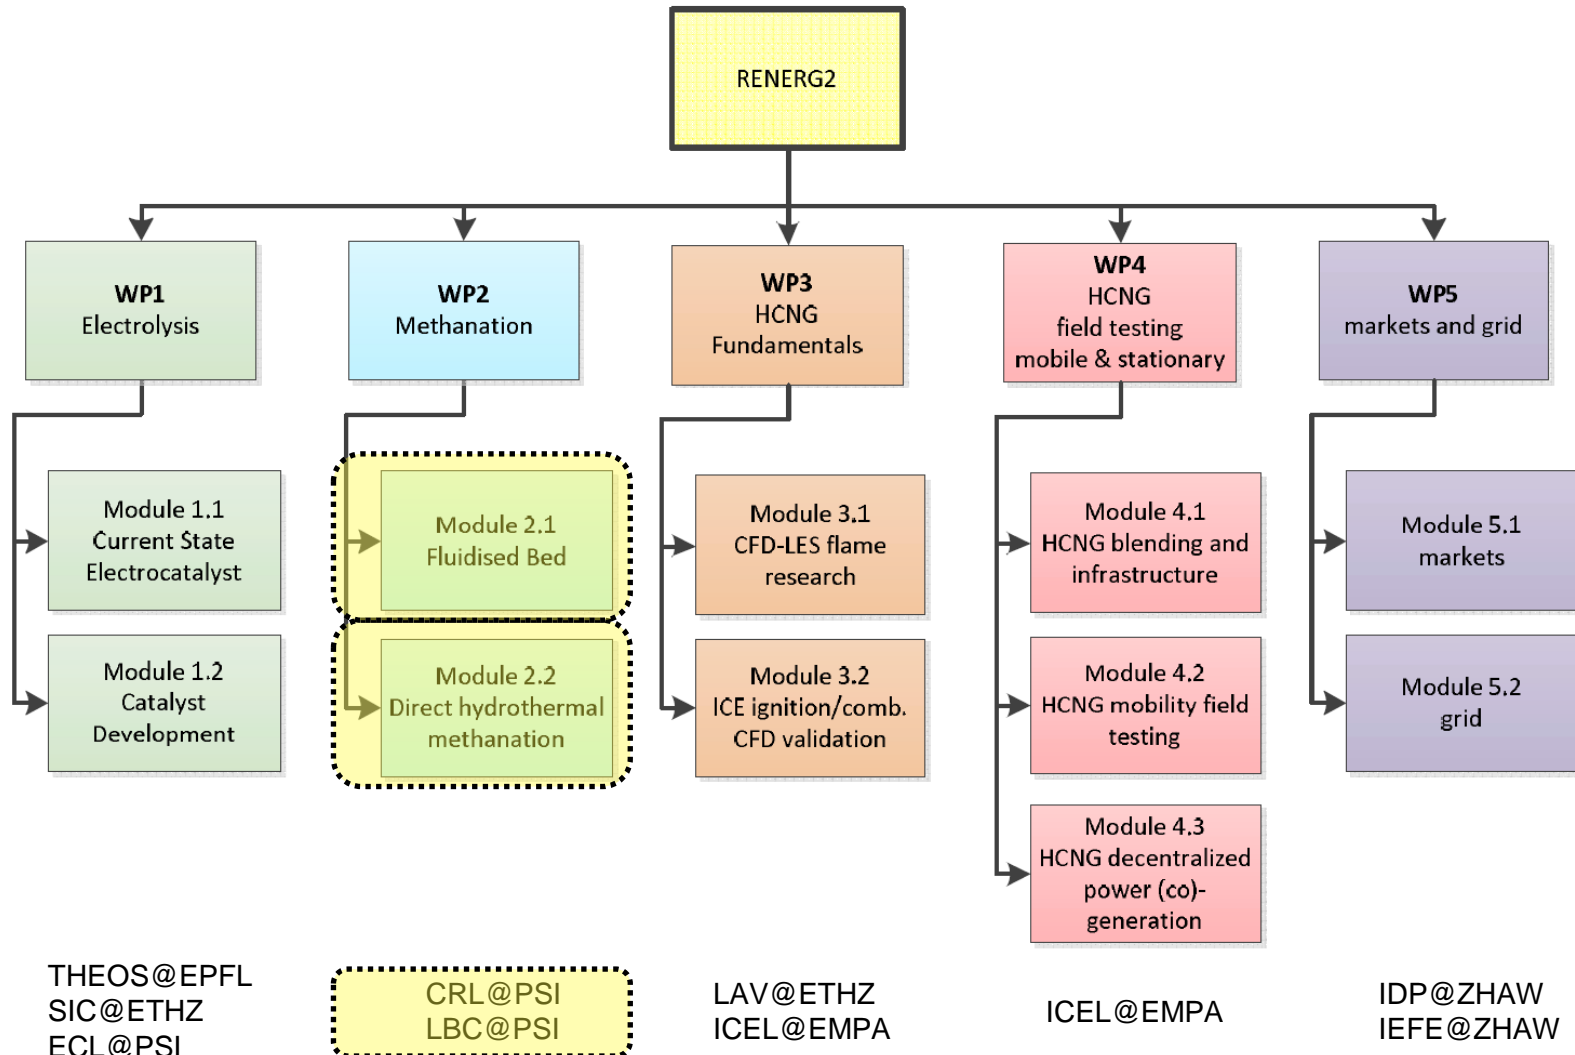 RENERG2
WP1
Electrolysis
WP2
Methanation
WP3
HCNG
Fundamentals
WP4
HCNG
field testing
mobile & stationary
WP5
markets and grid
Module 1.1
Current State
Electrocatalyst
Module 2.1
Fluidised Bed
Module 3.1
CFD-LES flame
research
Module 4.1
HCNG blending and
infrastructure
Module 5.1
markets
Module 1.2
Catalyst
Development
Module 2.2
Direct hydrothermal
methanation
Module 3.2
ICE ignition/comb.
CFD validation
Module 4.2
HCNG mobility field
testing
Module 5.2
grid
Module 4.3
HCNG decentralized
power (co)-
generation
THEOS@EPFL
SIC@ETHZ
ECL@PSI
CRL@PSI
LBC@PSI
LAV@ETHZ
ICEL@EMPA
ICEL@EMPA
IDP@ZHAW
IEFE@ZHAW